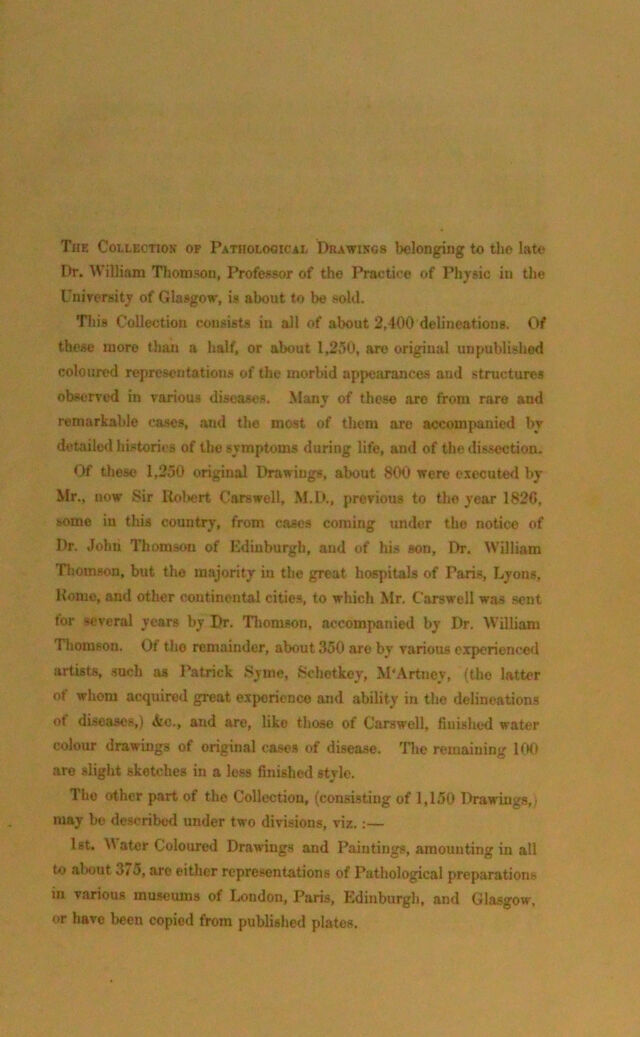 The Collection of Pathological Drawings belonging to the late
Dr. William Thomson, Professor of the Practice of Physic in the
University of Glasgow, is about to be sold.
This Collection consists in all of about 2,400 delineations. Of
these more than a half, or about 1,250, are original unpublished
coloured representations of the morbid appearances and structures
observed in various diseases. Many of these are from rare and
remarkable cases, and the most of them are accompanied by
detailed histories of the symptoms during life, and of the dissection.
Of these 1,250 original Drawings, about 800 were executed by
Mr., now Sir Robert Carswell, M.D., previous to the year 1826,
some in this country, from cases coming under the notice of
Dr. John Thomson of Edinburgh, and of his son, Dr. William
Thomson, but the majority in the great hospitals of Paris, Lyons,
Rome, and other continental cities, to which Mr. Carswell was sent
for several years by Dr. Thomson, accompanied by Dr. William
Thomson. Of the remainder, about 350 are by various experienced
artists, such as Patrick Syme, Schetkey, M‘Artney, (the latter
of whom acquired great experience and ability in the delineations
of diseases,) &c., and are, like those of Carswell, finished water
colour drawings of original cases of disease. The remaining 100
are slight sketches in a less finished style.
The other part of the Collection, (consisting of 1,150 Drawings,)
may be described under two divisions, viz. :—
1st. Water Coloured Drawings and Paintings, amounting in all
to about 375, are either representations of Pathological preparations
in various museums of London, Paris, Edinburgh, and Glasgow,
or have been copied from published plates.